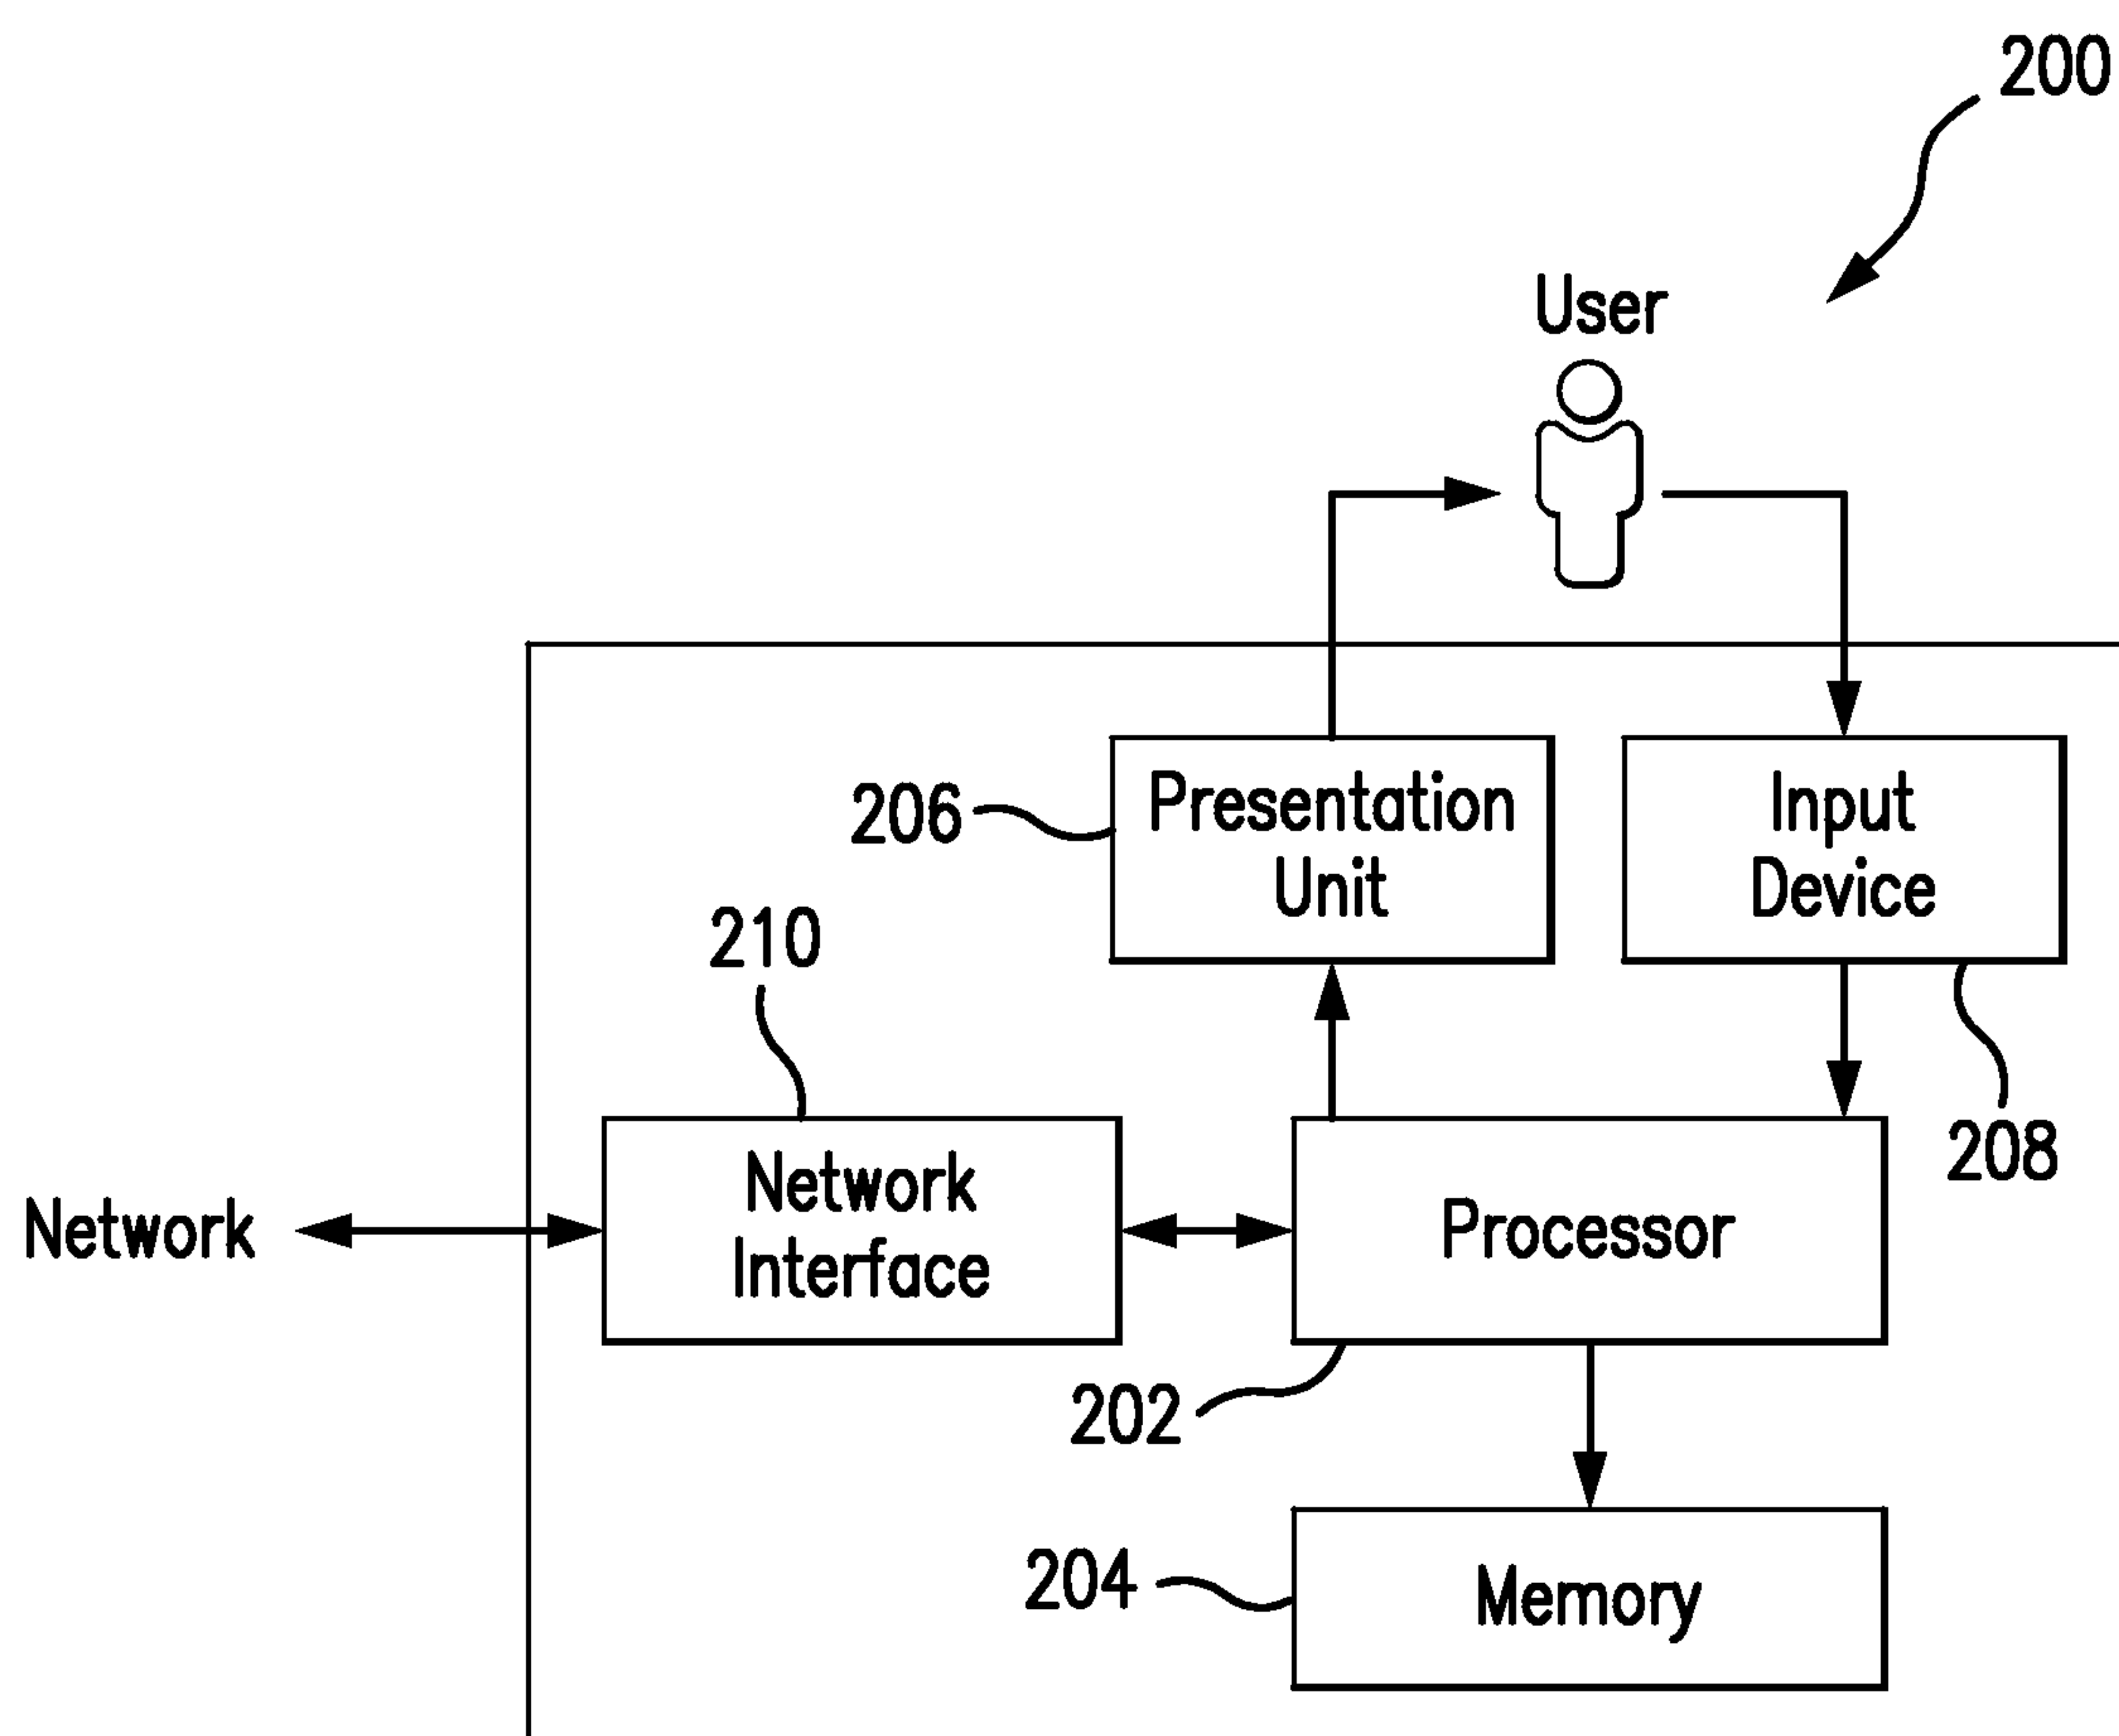 200
User
206
Presentation
Unit
Input
Device
210
Network
Interface
208
Network
Processor
202
204
Memory